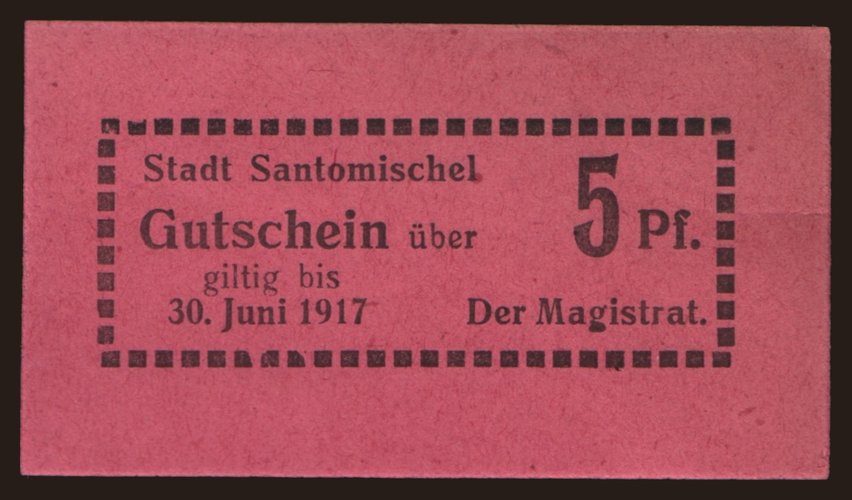 Stadt Santomischel
Gutschein über 5 Pf.
giltig bis
30. Juni 1917 Der Magistrat.